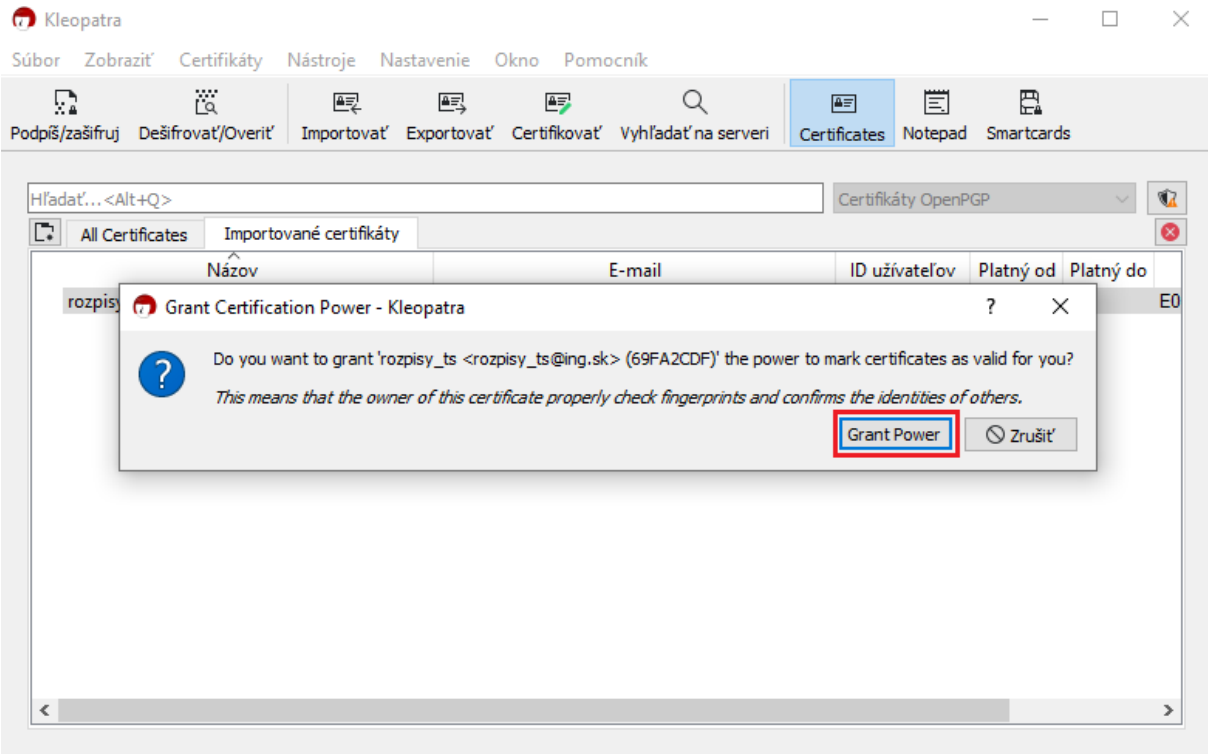 Kleopatra
Súbor Zobraziť Certifikáty Nástroje Nastavenie Okno Pomocník
Podpíš/zašifruj Dešifrovať/Overiť Importovať Exportovať Certifikovať Vyhľadať na serveri Certificates Notepad Smartcards
Hľadať...<Alt+Q> Certifikáty OpenPGP
All Certificates Importované certifikáty
Názov E-mail ID užívateľov Platný od Platný do
rozpisy E0
Grant Certification Power - Kleopatra
Do you want to grant 'rozpisy_ts <rozpisy_ts@ing.sk> (69FA2CDF)' the power to mark certificates as valid for you?
This means that the owner of this certificate properly check fingerprints and confirms the identities of others.
Grant Power Zrušiť